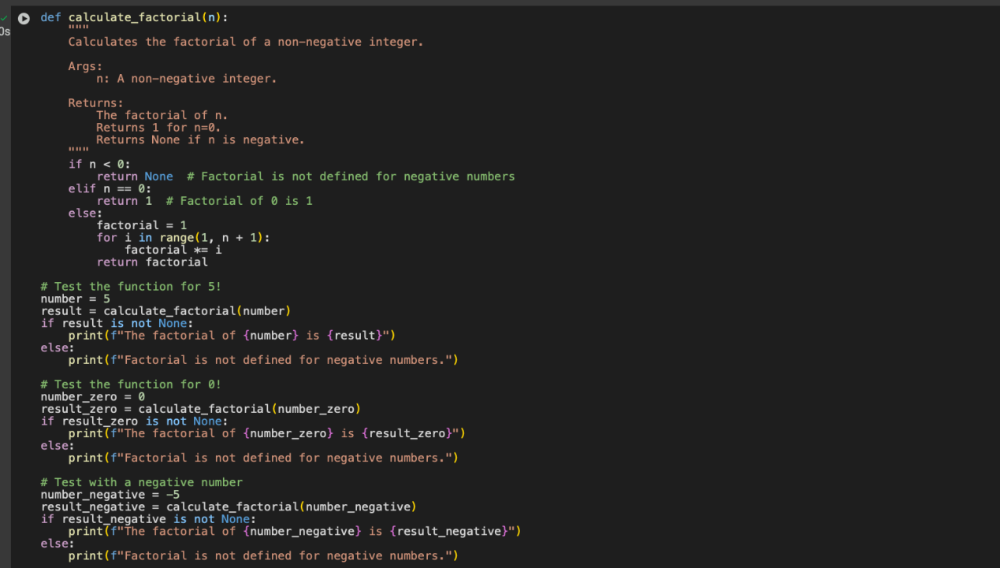 0s
def calculate_factorial(n):
    """
    Calculates the factorial of a non-negative integer.

    Args:
        n: A non-negative integer.

    Returns:
        The factorial of n.
        Returns 1 for n=0.
        Returns None if n is negative.
    """
    if n < 0:
        return None  # Factorial is not defined for negative numbers
    elif n == 0:
        return 1  # Factorial of 0 is 1
    else:
        factorial = 1
        for i in range(1, n + 1):
            factorial *= i
        return factorial

# Test the function for 5!
number = 5
result = calculate_factorial(number)
if result is not None:
    print(f"The factorial of {number} is {result}")
else:
    print(f"Factorial is not defined for negative numbers.")

# Test the function for 0!
number_zero = 0
result_zero = calculate_factorial(number_zero)
if result_zero is not None:
    print(f"The factorial of {number_zero} is {result_zero}")
else:
    print(f"Factorial is not defined for negative numbers.")

# Test with a negative number
number_negative = -5
result_negative = calculate_factorial(number_negative)
if result_negative is not None:
    print(f"The factorial of {number_negative} is {result_negative}")
else:
    print(f"Factorial is not defined for negative numbers.")